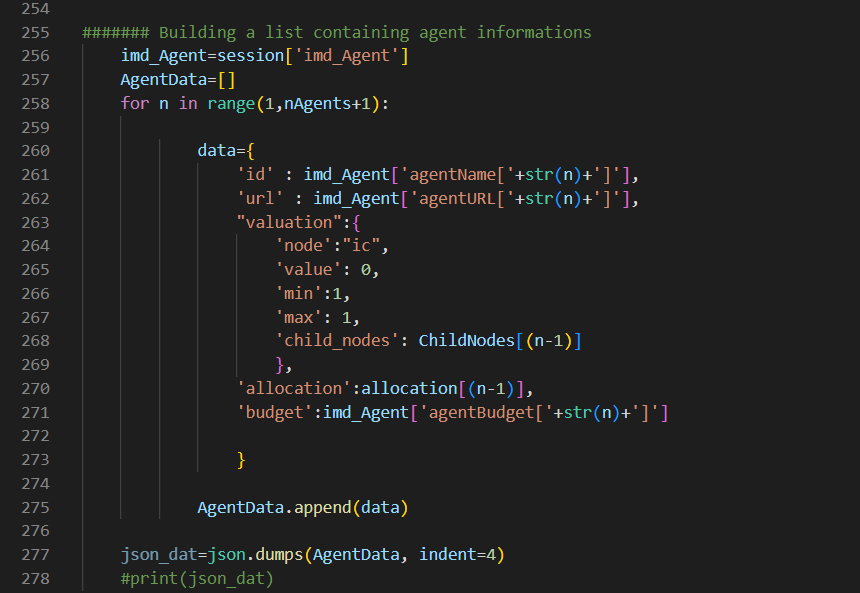 254
255 ####### Building a list containing agent informations
256 imd_Agent=session['imd_Agent']
257 AgentData=[]
258 for n in range(1,nAgents+1):
259
260 data={
261 'id' : imd_Agent['agentName['+str(n)+']'],
262 'url' : imd_Agent['agentURL['+str(n)+']'],
263 "valuation":{
264 'node':"ic",
265 'value': 0,
266 'min':1,
267 'max': 1,
268 'child_nodes': ChildNodes[(n-1)]
269 },
270 'allocation':allocation[(n-1)],
271 'budget':imd_Agent['agentBudget['+str(n)+']']
272
273 }
274
275 AgentData.append(data)
276
277 json_dat=json.dumps(AgentData, indent=4)
278 #print(json_dat)